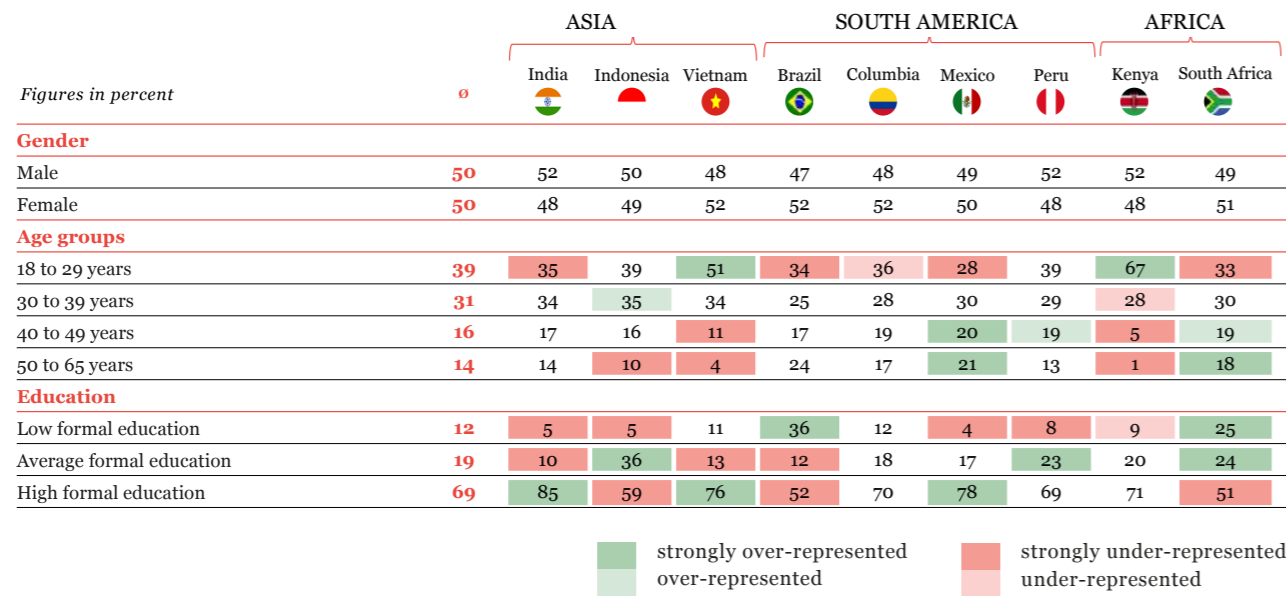 ASIA SOUTH AMERICA AFRICA
Figures in percent ø India Indonesia Vietnam Brazil Columbia Mexico Peru Kenya South Africa
Gender
Male 50 52 50 48 47 48 49 52 52 49
Female 50 48 49 52 52 52 50 48 48 51
Age groups
18 to 29 years 39 35 39 51 34 36 28 39 67 33
30 to 39 years 31 34 35 34 25 28 30 29 28 30
40 to 49 years 16 17 16 11 17 19 20 19 5 19
50 to 65 years 14 14 10 4 24 17 21 13 1 18
Education
Low formal education 12 5 5 11 36 12 4 8 9 25
Average formal education 19 10 36 13 12 18 17 23 20 24
High formal education 69 85 59 76 52 70 78 69 71 51
strongly over-represented strongly under-represented
over-represented under-represented